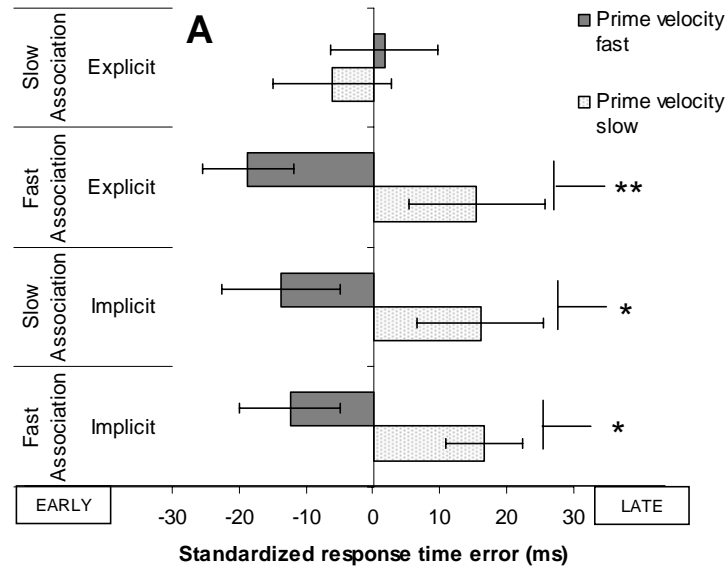 A
Prime velocity
fast
Prime velocity
slow
Slow
Association
Explicit
Fast
Association
Explicit
**
Slow
Association
Implicit
*
Fast
Association
Implicit
*
EARLY
-30
-20
-10
0
10
20
30
LATE
Standardized response time error (ms)